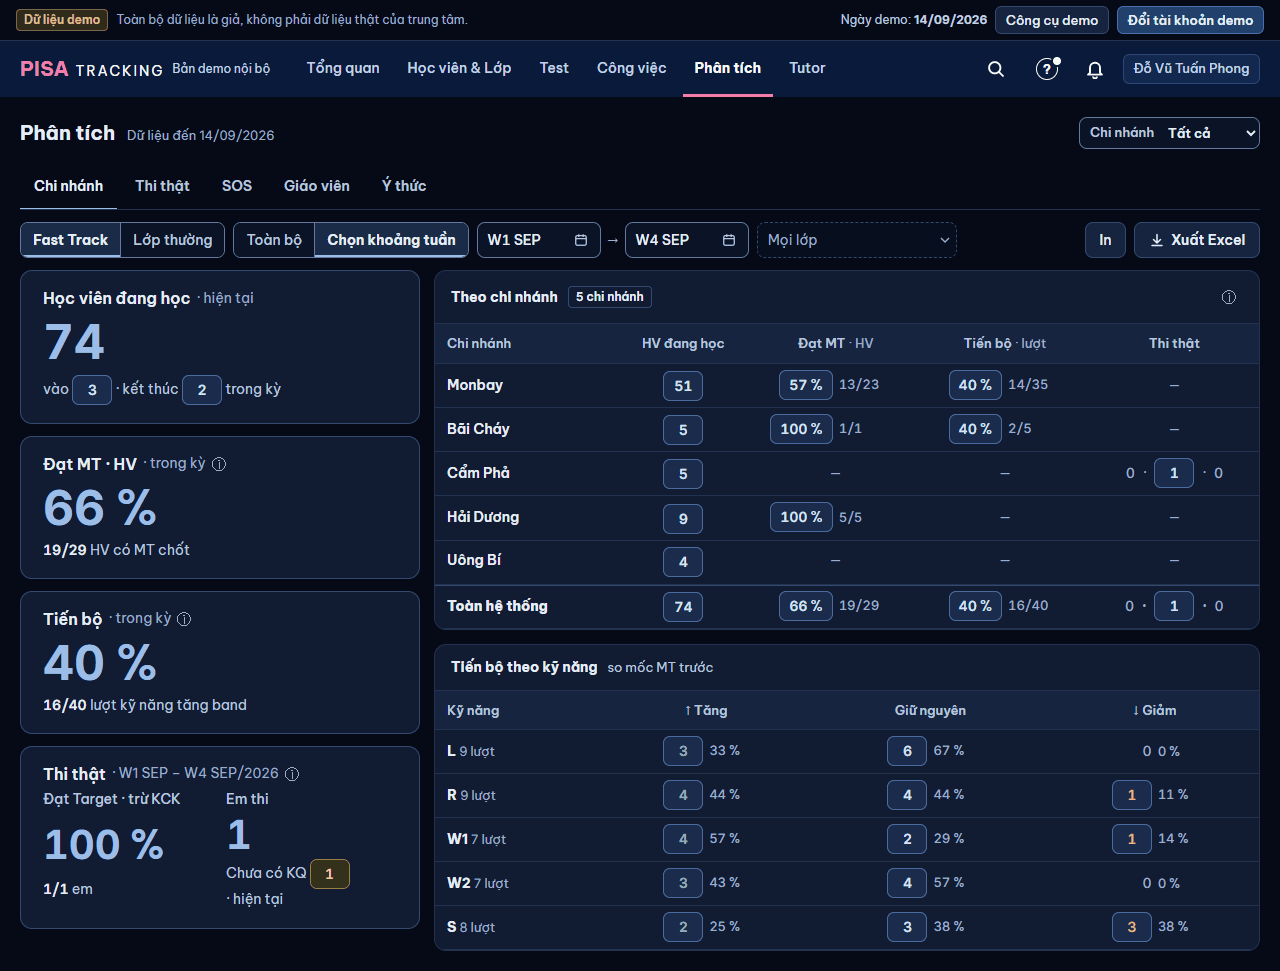 Dữ liệu demo Toàn bộ dữ liệu là giả, không phải dữ liệu thật của trung tâm. Ngày demo: 14/09/2026 Công cụ demo Đổi tài khoản demo
PISA TRACKING Bản demo nội bộ Tổng quan Học viên & Lớp Test Công việc Phân tích Tutor ? Đỗ Vũ Tuấn Phong
Phân tích Dữ liệu đến 14/09/2026 Chi nhánh Tất cả
Chi nhánh Thi thật SOS Giáo viên Ý thức
Fast Track Lớp thường Toàn bộ Chọn khoảng tuần W1 SEP → W4 SEP Mọi lớp In Xuất Excel
Học viên đang học · hiện tại
74
vào 3 · kết thúc 2 trong kỳ
Đạt MT · HV · trong kỳ
66 %
19/29 HV có MT chốt
Tiến bộ · trong kỳ
40 %
16/40 lượt kỹ năng tăng band
Thi thật · W1 SEP – W4 SEP/2026
Đạt Target · trừ KCK Em thi
100 % 1
1/1 em Chưa có KQ 1
· hiện tại
Theo chi nhánh 5 chi nhánh
Chi nhánh HV đang học Đạt MT · HV Tiến bộ · lượt Thi thật
Monbay 51 57 % 13/23 40 % 14/35 –
Bãi Cháy 5 100 % 1/1 40 % 2/5 –
Cẩm Phả 5 – – 0 · 1 · 0
Hải Dương 9 100 % 5/5 – –
Uông Bí 4 – – –
Toàn hệ thống 74 66 % 19/29 40 % 16/40 0 · 1 · 0
Tiến bộ theo kỹ năng so mốc MT trước
Kỹ năng ↑ Tăng Giữ nguyên ↓ Giảm
L 9 lượt 3 33 % 6 67 % 0 0 %
R 9 lượt 4 44 % 4 44 % 1 11 %
W1 7 lượt 4 57 % 2 29 % 1 14 %
W2 7 lượt 3 43 % 4 57 % 0 0 %
S 8 lượt 2 25 % 3 38 % 3 38 %